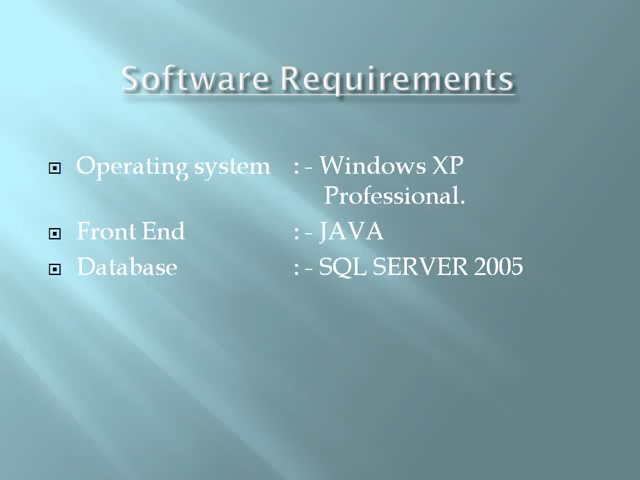 Software Requirements
Operating system : - Windows XP
Professional.
Front End : - JAVA
Database : - SQL SERVER 2005